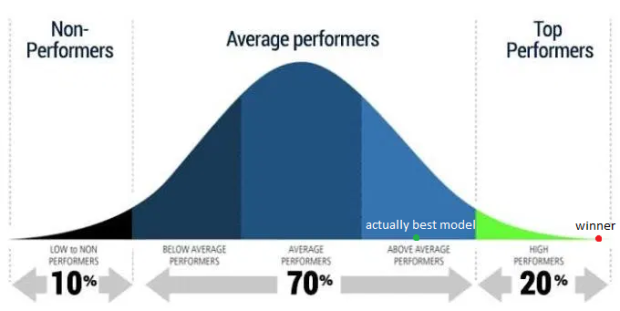 Non-
Performers
Average performers
Top
Performers
actually best model
winner
LOW to NON
PERFORMERS
BELOW AVERAGE
PERFORMERS
AVERAGE
PERFORMERS
ABOVE AVERAGE
PERFORMERS
HIGH
PERFORMERS
10%
70%
20%